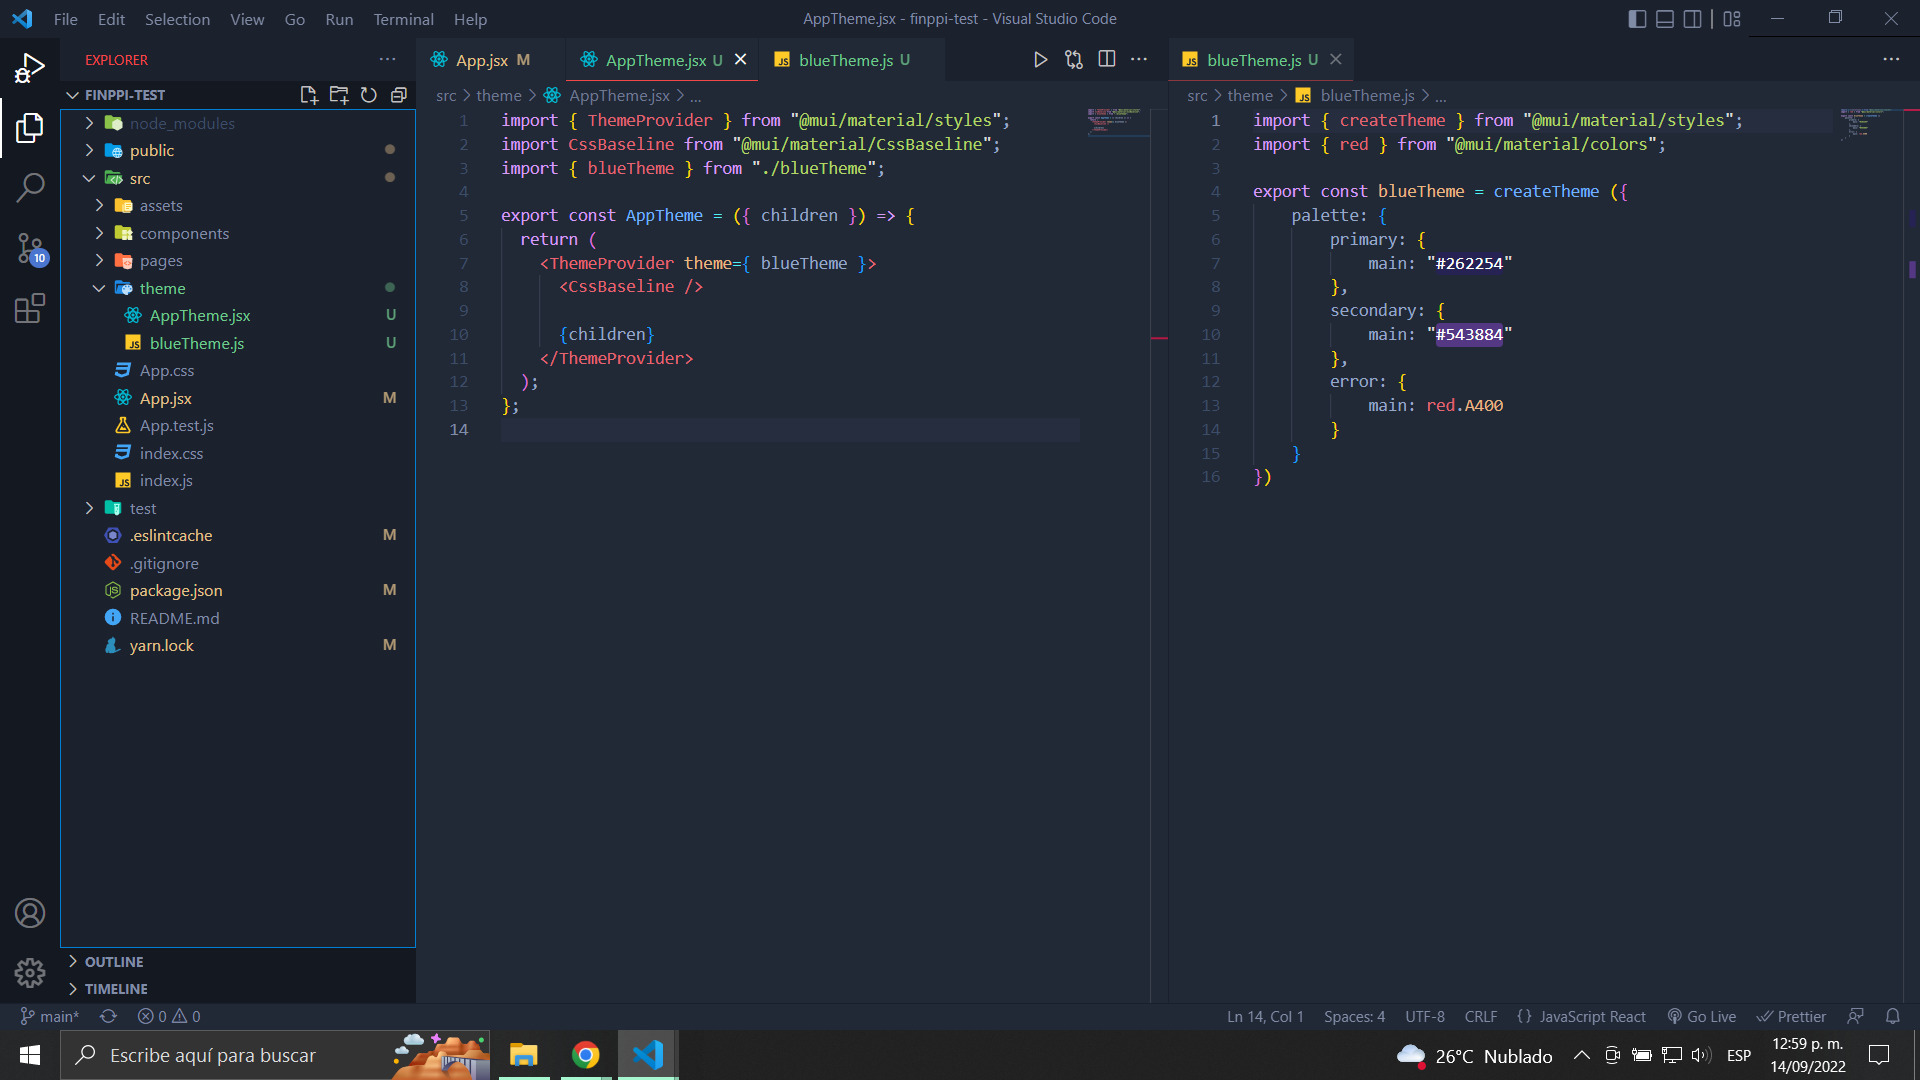 File Edit Selection View Go Run Terminal Help
AppTheme.jsx - finppi-test - Visual Studio Code
EXPLORER
FINPPI-TEST
node_modules
public
src
assets
components
pages
theme
AppTheme.jsx U
blueTheme.js U
App.css
App.jsx M
App.test.js
index.css
index.js
test
.eslintcache M
.gitignore
package.json M
README.md
yarn.lock M
OUTLINE
TIMELINE
10
App.jsx M
AppTheme.jsx U
blueTheme.js U
src > theme > AppTheme.jsx > ...
1 import { ThemeProvider } from "@mui/material/styles";
2 import CssBaseline from "@mui/material/CssBaseline";
3 import { blueTheme } from "./blueTheme";
4
5 export const AppTheme = ({ children }) => {
6 return (
7 <ThemeProvider theme={ blueTheme }>
8 <CssBaseline />
9
10 {children}
11 </ThemeProvider>
12 );
13 };
14
blueTheme.js U
src > theme > blueTheme.js > ...
1 import { createTheme } from "@mui/material/styles";
2 import { red } from "@mui/material/colors";
3
4 export const blueTheme = createTheme ({
5 palette: {
6 primary: {
7 main: "#262254"
8 },
9 secondary: {
10 main: "#543884"
11 },
12 error: {
13 main: red.A400
14 }
15 }
16 })
main* 0 0
Ln 14, Col 1 Spaces: 4 UTF-8 CRLF {} JavaScript React Go Live Prettier
Escribe aquí para buscar
26°C Nublado
ESP
12:59 p. m.
14/09/2022